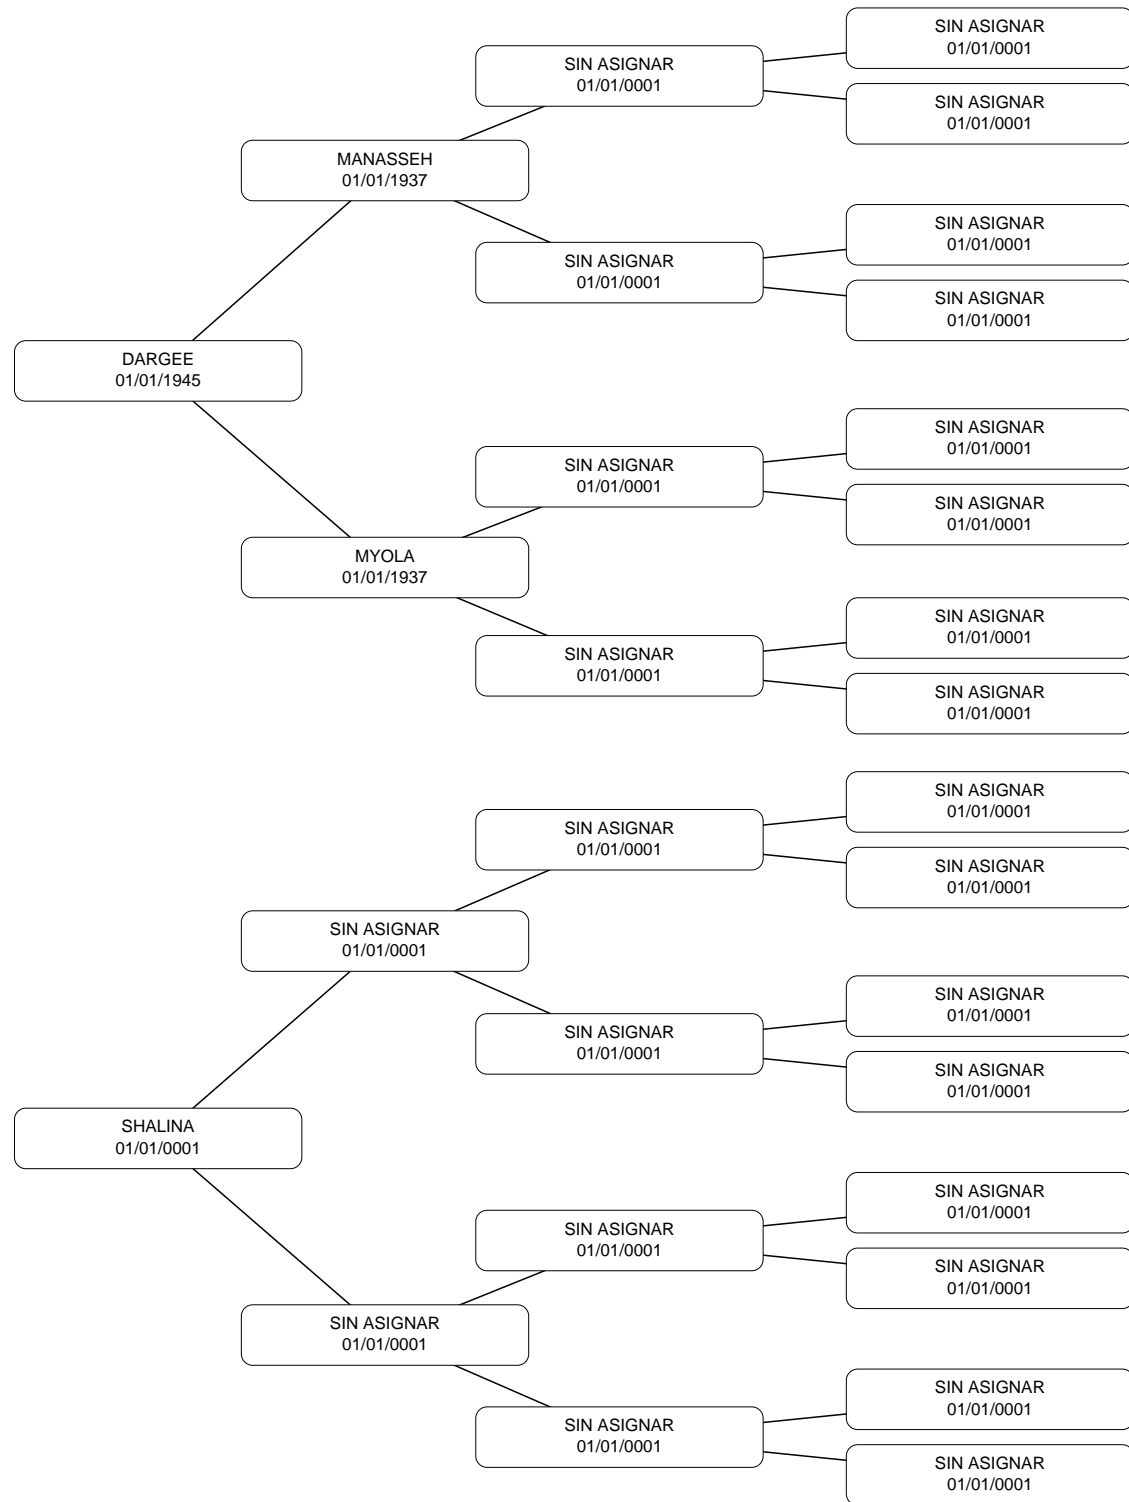 SIN ASIGNAR
01/01/0001
SIN ASIGNAR
01/01/0001
SIN ASIGNAR
01/01/0001
MANASSEH
01/01/1937
SIN ASIGNAR
01/01/0001
SIN ASIGNAR
01/01/0001
SIN ASIGNAR
01/01/0001
DARGEE
01/01/1945
SIN ASIGNAR
01/01/0001
SIN ASIGNAR
01/01/0001
SIN ASIGNAR
01/01/0001
MYOLA
01/01/1937
SIN ASIGNAR
01/01/0001
SIN ASIGNAR
01/01/0001
SIN ASIGNAR
01/01/0001
SIN ASIGNAR
01/01/0001
SIN ASIGNAR
01/01/0001
SIN ASIGNAR
01/01/0001
SIN ASIGNAR
01/01/0001
SIN ASIGNAR
01/01/0001
SIN ASIGNAR
01/01/0001
SIN ASIGNAR
01/01/0001
SHALINA
01/01/0001
SIN ASIGNAR
01/01/0001
SIN ASIGNAR
01/01/0001
SIN ASIGNAR
01/01/0001
SIN ASIGNAR
01/01/0001
SIN ASIGNAR
01/01/0001
SIN ASIGNAR
01/01/0001
SIN ASIGNAR
01/01/0001